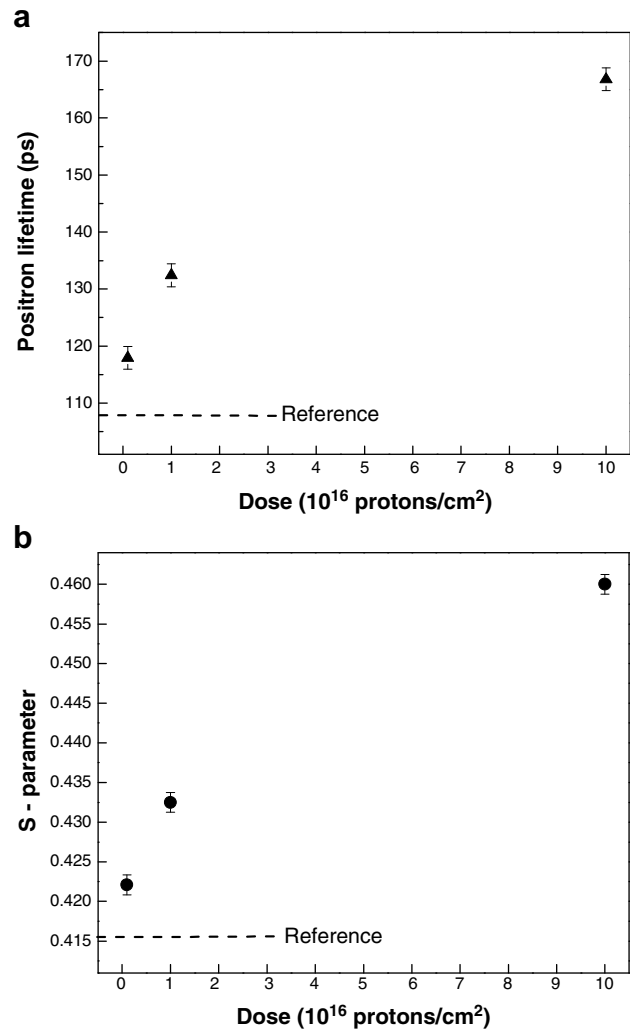 a
170
160
150
140
130
120
110
Positron lifetime (ps)
Reference
0 1 2 3 4 5 6 7 8 9 10
Dose (10¹⁶ protons/cm²)
b
0.460
0.455
0.450
0.445
0.440
0.435
0.430
0.425
0.420
0.415
S - parameter
Reference
0 1 2 3 4 5 6 7 8 9 10
Dose (10¹⁶ protons/cm²)